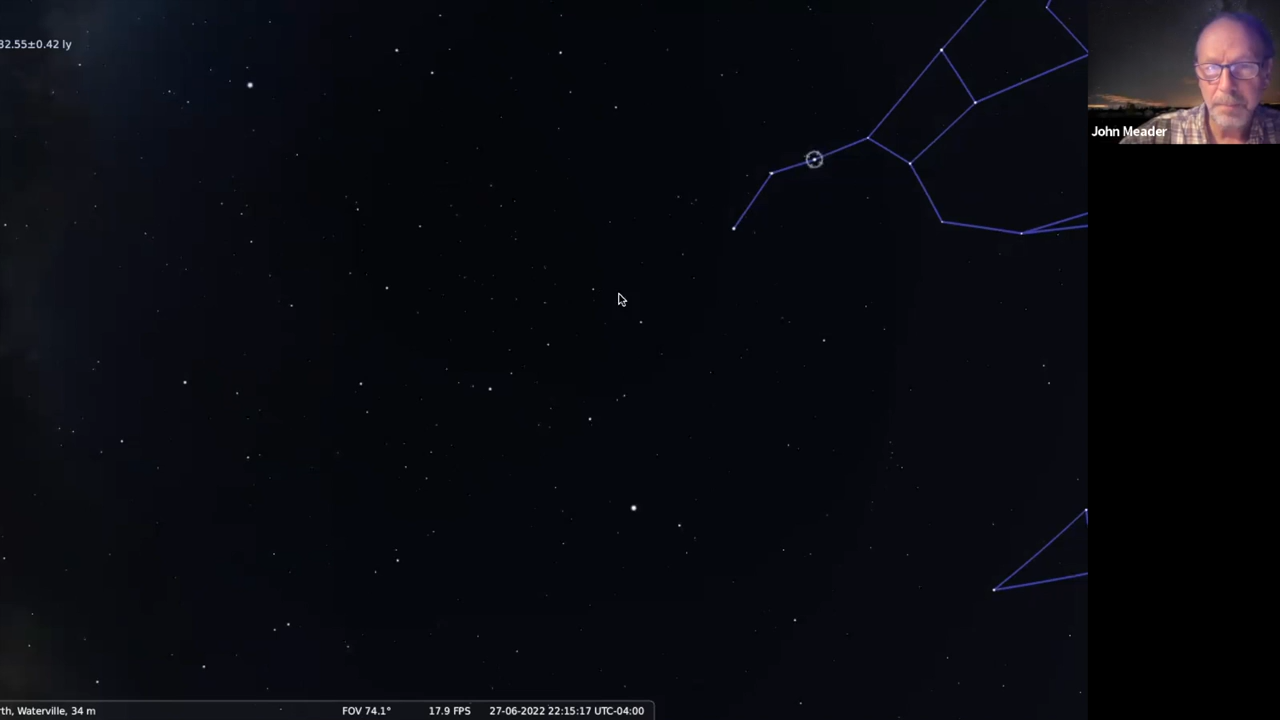 32.55±0.42 ly
John Meader
rth, Waterville, 34 m FOV 74.1° 17.9 FPS 27-06-2022 22:15:17 UTC-04:00